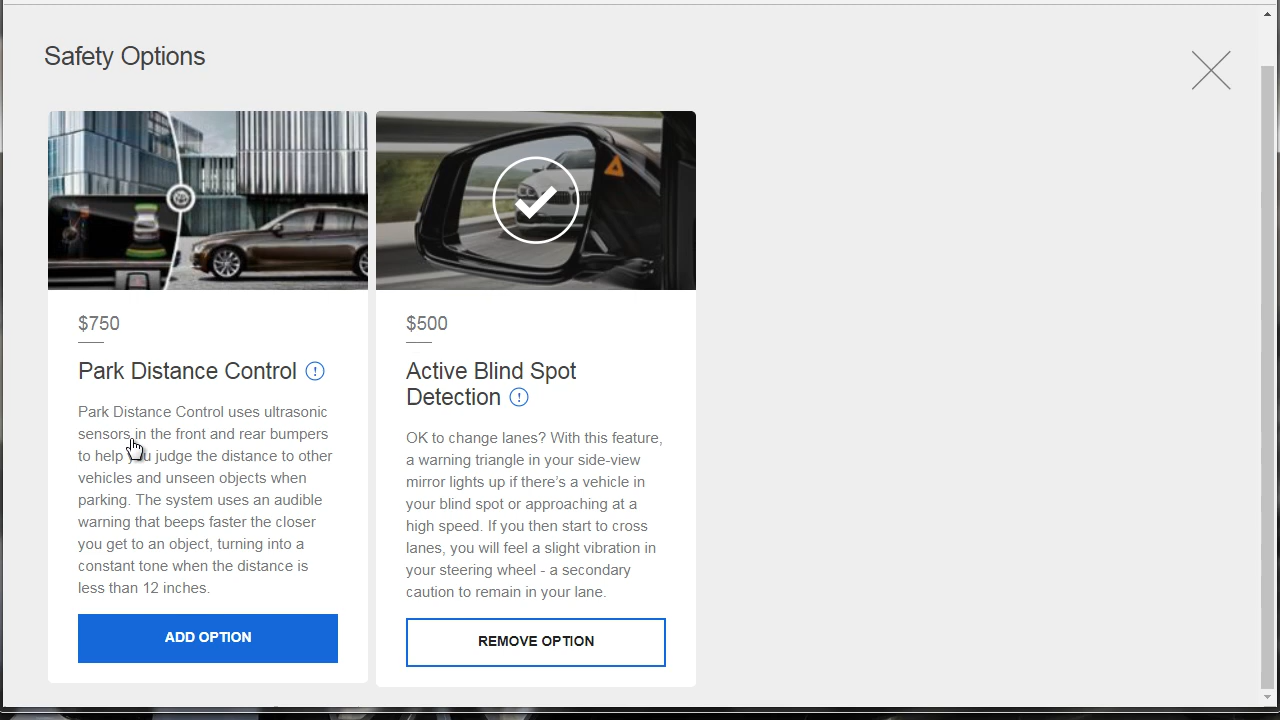 Safety Options
$750
Park Distance Control
Park Distance Control uses ultrasonic
sensors in the front and rear bumpers
to help you judge the distance to other
vehicles and unseen objects when
parking. The system uses an audible
warning that beeps faster the closer
you get to an object, turning into a
constant tone when the distance is
less than 12 inches.
ADD OPTION
$500
Active Blind Spot
Detection
OK to change lanes? With this feature,
a warning triangle in your side-view
mirror lights up if there's a vehicle in
your blind spot or approaching at a
high speed. If you then start to cross
lanes, you will feel a slight vibration in
your steering wheel - a secondary
caution to remain in your lane.
REMOVE OPTION